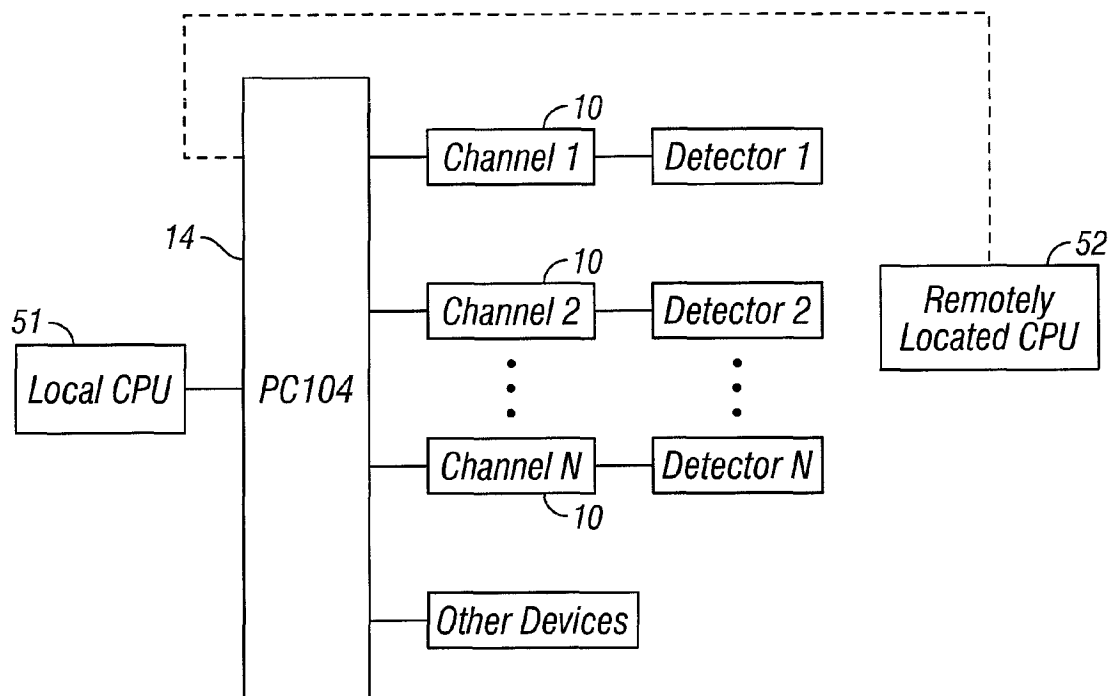 10
Channel 1
Detector 1
14
10
52
Channel 2
Detector 2
Remotely
Located CPU
51
Local CPU
PC104
Channel N
Detector N
10
Other Devices